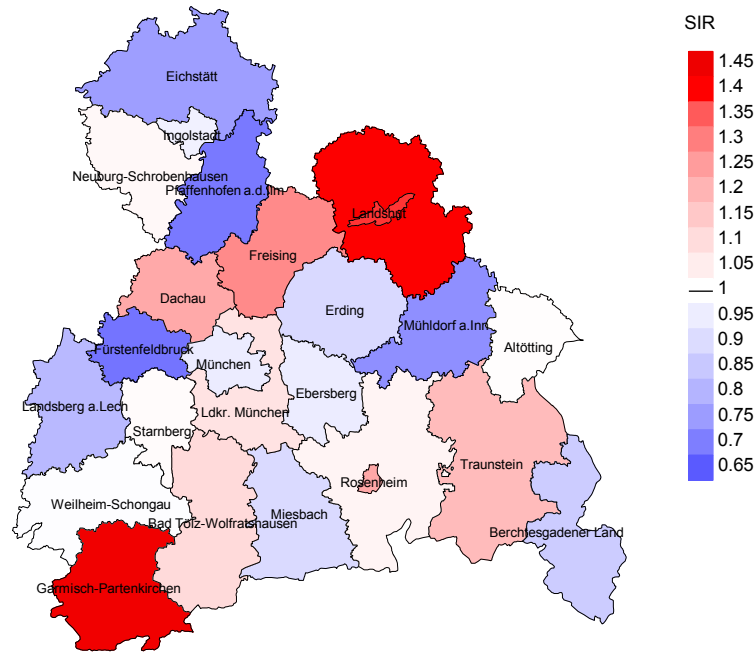 SIR
1.45
1.4
1.35
1.3
1.25
1.2
1.15
1.1
1.05
1
0.95
0.9
0.85
0.8
0.75
0.7
0.65
Eichstätt
Ingolstadt
Neuburg-Schrobenhausen
Pfaffenhofen a.d.Ilm
Landshut
Freising
Dachau
Erding
Mühldorf a.Inn
Altötting
Fürstenfeldbruck
München
Ebersberg
Landsberg a.Lech
Ldkr. München
Starnberg
Traunstein
Rosenheim
Weilheim-Schongau
Miesbach
Bad Tölz-Wolfratshausen
Berchtesgadener Land
Garmisch-Partenkirchen